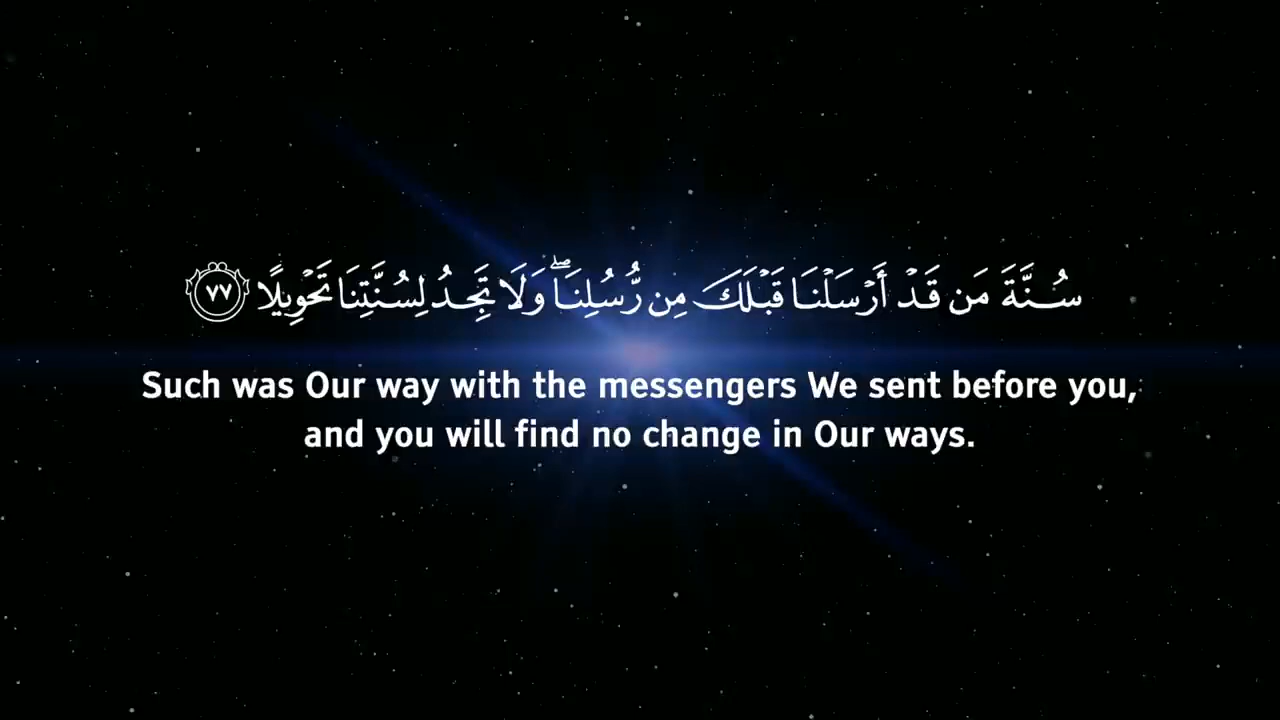 سُنَّةَ مَن قَدْ أَرْسَلْنَا قَبْلَكَ مِن رُّسُلِنَا ۖ وَلَا تَجِدُ لِسُنَّتِنَا تَحْوِيلًا ٧٧
Such was Our way with the messengers We sent before you,
and you will find no change in Our ways.